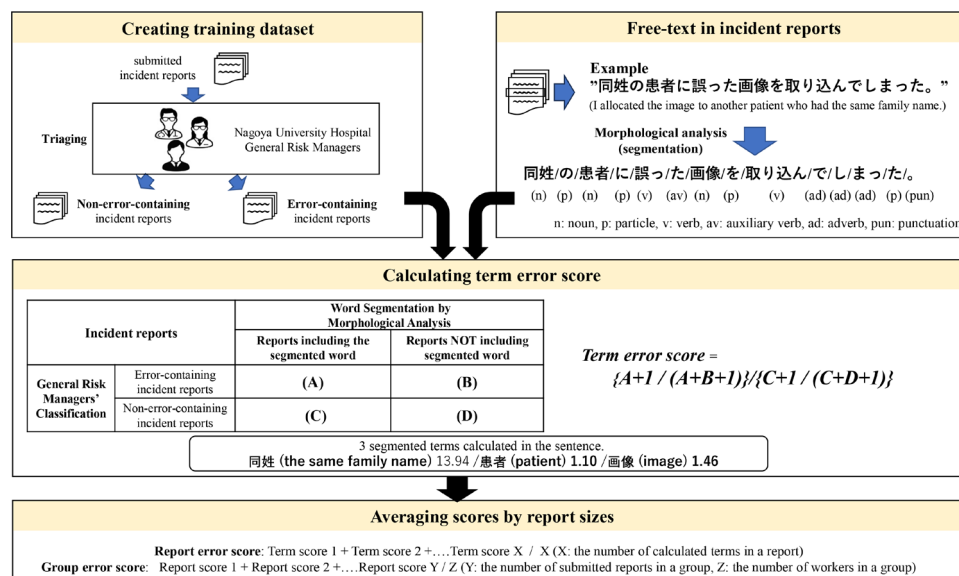 Creating training dataset
submitted
incident reports
Triaging
Nagoya University Hospital
General Risk Managers
Non-error-containing
incident reports
Error-containing
incident reports
Free-text in incident reports
Example
”同姓の患者に誤った画像を取り込んでしまった。”
(I allocated the image to another patient who had the same family name.)
Morphological analysis
(segmentation)
同姓/の/患者/に/誤っ/た/画像/を/取り込ん/で/し/まっ/た/。
(n) (p) (n) (p) (v) (av) (n) (p) (v) (ad) (ad) (ad) (p) (pun)
n: noun, p: particle, v: verb, av: auxiliary verb, ad: adverb, pun: punctuation
Calculating term error score
Incident reports
Word Segmentation by
Morphological Analysis
Reports including the
segmented word
Reports NOT including
segmented word
General Risk
Managers’
Classification
Error-containing
incident reports
(A)
(B)
Non-error-containing
incident reports
(C)
(D)
Term error score =
{A+1 / (A+B+1)}/{C+1 / (C+D+1)}
3 segmented terms calculated in the sentence.
同姓 (the same family name) 13.94 /患者 (patient) 1.10 /画像 (image) 1.46
Averaging scores by report sizes
Report error score: Term score 1 + Term score 2 +….Term score X / X (X: the number of calculated terms in a report)
Group error score: Report score 1 + Report score 2 +….Report score Y / Z (Y: the number of submitted reports in a group, Z: the number of workers in a group)